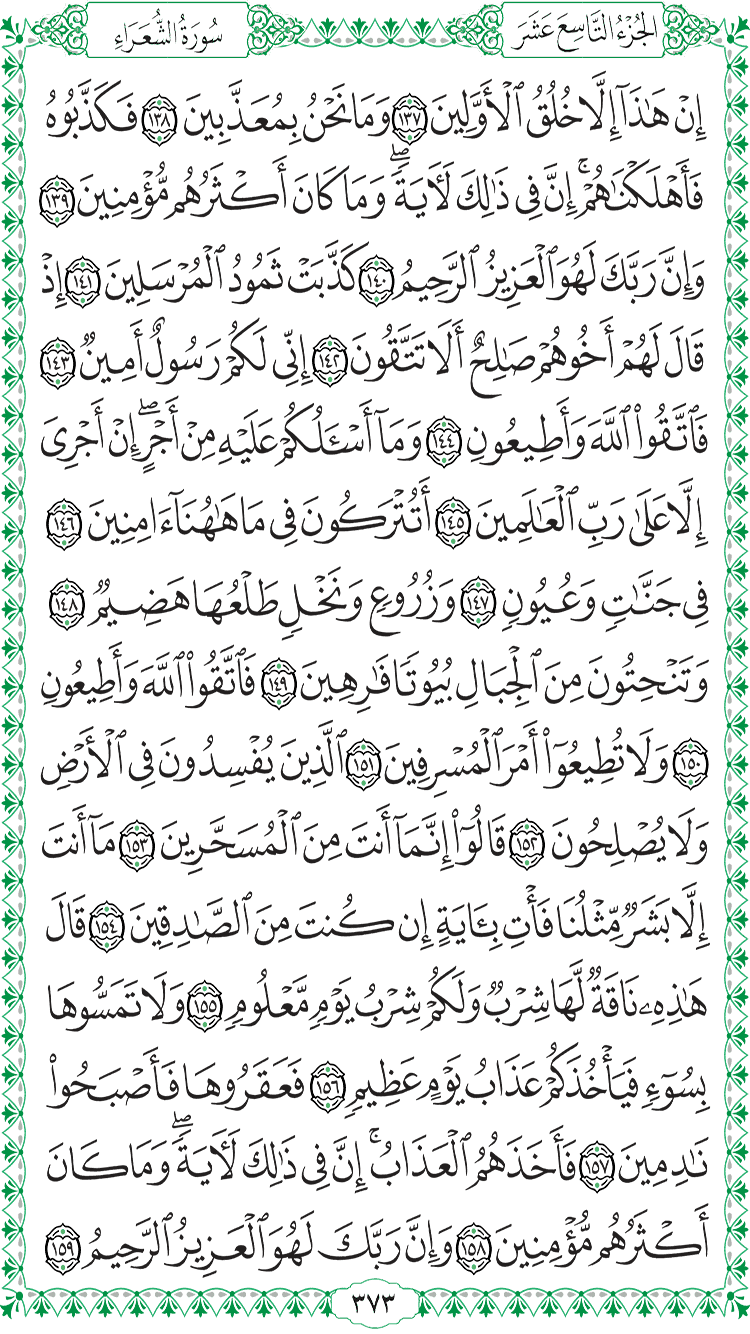 الجُزْءُ التَّاسِعَ عَشَرَ
سُورَةُ الشُّعَرَاءِ
إِنْ هَٰذَآ إِلَّا خُلُقُ ٱلْأَوَّلِينَ ١٣٧ وَمَا نَحْنُ بِمُعَذَّبِينَ ١٣٨ فَكَذَّبُوهُ
فَأَهْلَكْنَٰهُمْۚ إِنَّ فِى ذَٰلِكَ لَءَايَةًۖ وَمَا كَانَ أَكْثَرُهُم مُّؤْمِنِينَ ١٣٩
وَإِنَّ رَبَّكَ لَهُوَ ٱلْعَزِيزُ ٱلرَّحِيمُ ١٤٠ كَذَّبَتْ ثَمُودُ ٱلْمُرْسَلِينَ ١٤١ إِذْ
قَالَ لَهُمْ أَخُوهُمْ صَٰلِحٌ أَلَا تَتَّقُونَ ١٤٢ إِنِّى لَكُمْ رَسُولٌ أَمِينٌ ١٤٣
فَٱتَّقُوا۟ ٱللَّهَ وَأَطِيعُونِ ١٤٤ وَمَآ أَسْـَٔلُكُمْ عَلَيْهِ مِنْ أَجْرٍۖ إِنْ أَجْرِىَ
إِلَّا عَلَىٰ رَبِّ ٱلْعَٰلَمِينَ ١٤٥ أَتُتْرَكُونَ فِى مَا هَٰهُنَآ ءَامِنِينَ ١٤٦
فِى جَنَّٰتٍ وَعُيُونٍ ١٤٧ وَزُرُوعٍ وَنَخْلٍ طَلْعُهَا هَضِيمٌ ١٤٨
وَتَنْحِتُونَ مِنَ ٱلْجِبَالِ بُيُوتًا فَٰرِهِينَ ١٤٩ فَٱتَّقُوا۟ ٱللَّهَ وَأَطِيعُونِ
١٥٠ وَلَا تُطِيعُوٓا۟ أَمْرَ ٱلْمُسْرِفِينَ ١٥١ ٱلَّذِينَ يُفْسِدُونَ فِى ٱلْأَرْضِ
وَلَا يُصْلِحُونَ ١٥٢ قَالُوٓا۟ إِنَّمَآ أَنتَ مِنَ ٱلْمُسَحَّرِينَ ١٥٣ مَآ أَنتَ
إِلَّا بَشَرٌ مِّثْلُنَا فَأْتِ بِـَٔايَةٍ إِن كُنتَ مِنَ ٱلصَّٰدِقِينَ ١٥٤ قَالَ
هَٰذِهِۦ نَاقَةٌ لَّهَا شِرْبٌ وَلَكُمْ شِرْبُ يَوْمٍ مَّعْلُومٍ ١٥٥ وَلَا تَمَسُّوهَا
بِسُوٓءٍ فَيَأْخُذَكُمْ عَذَابُ يَوْمٍ عَظِيمٍ ١٥٦ فَعَقَرُوهَا فَأَصْبَحُوا۟
نَٰدِمِينَ ١٥٧ فَأَخَذَهُمُ ٱلْعَذَابُۚ إِنَّ فِى ذَٰلِكَ لَءَايَةًۖ وَمَا كَانَ
أَكْثَرُهُم مُّؤْمِنِينَ ١٥٨ وَإِنَّ رَبَّكَ لَهُوَ ٱلْعَزِيزُ ٱلرَّحِيمُ ١٥٩
٣٧٣